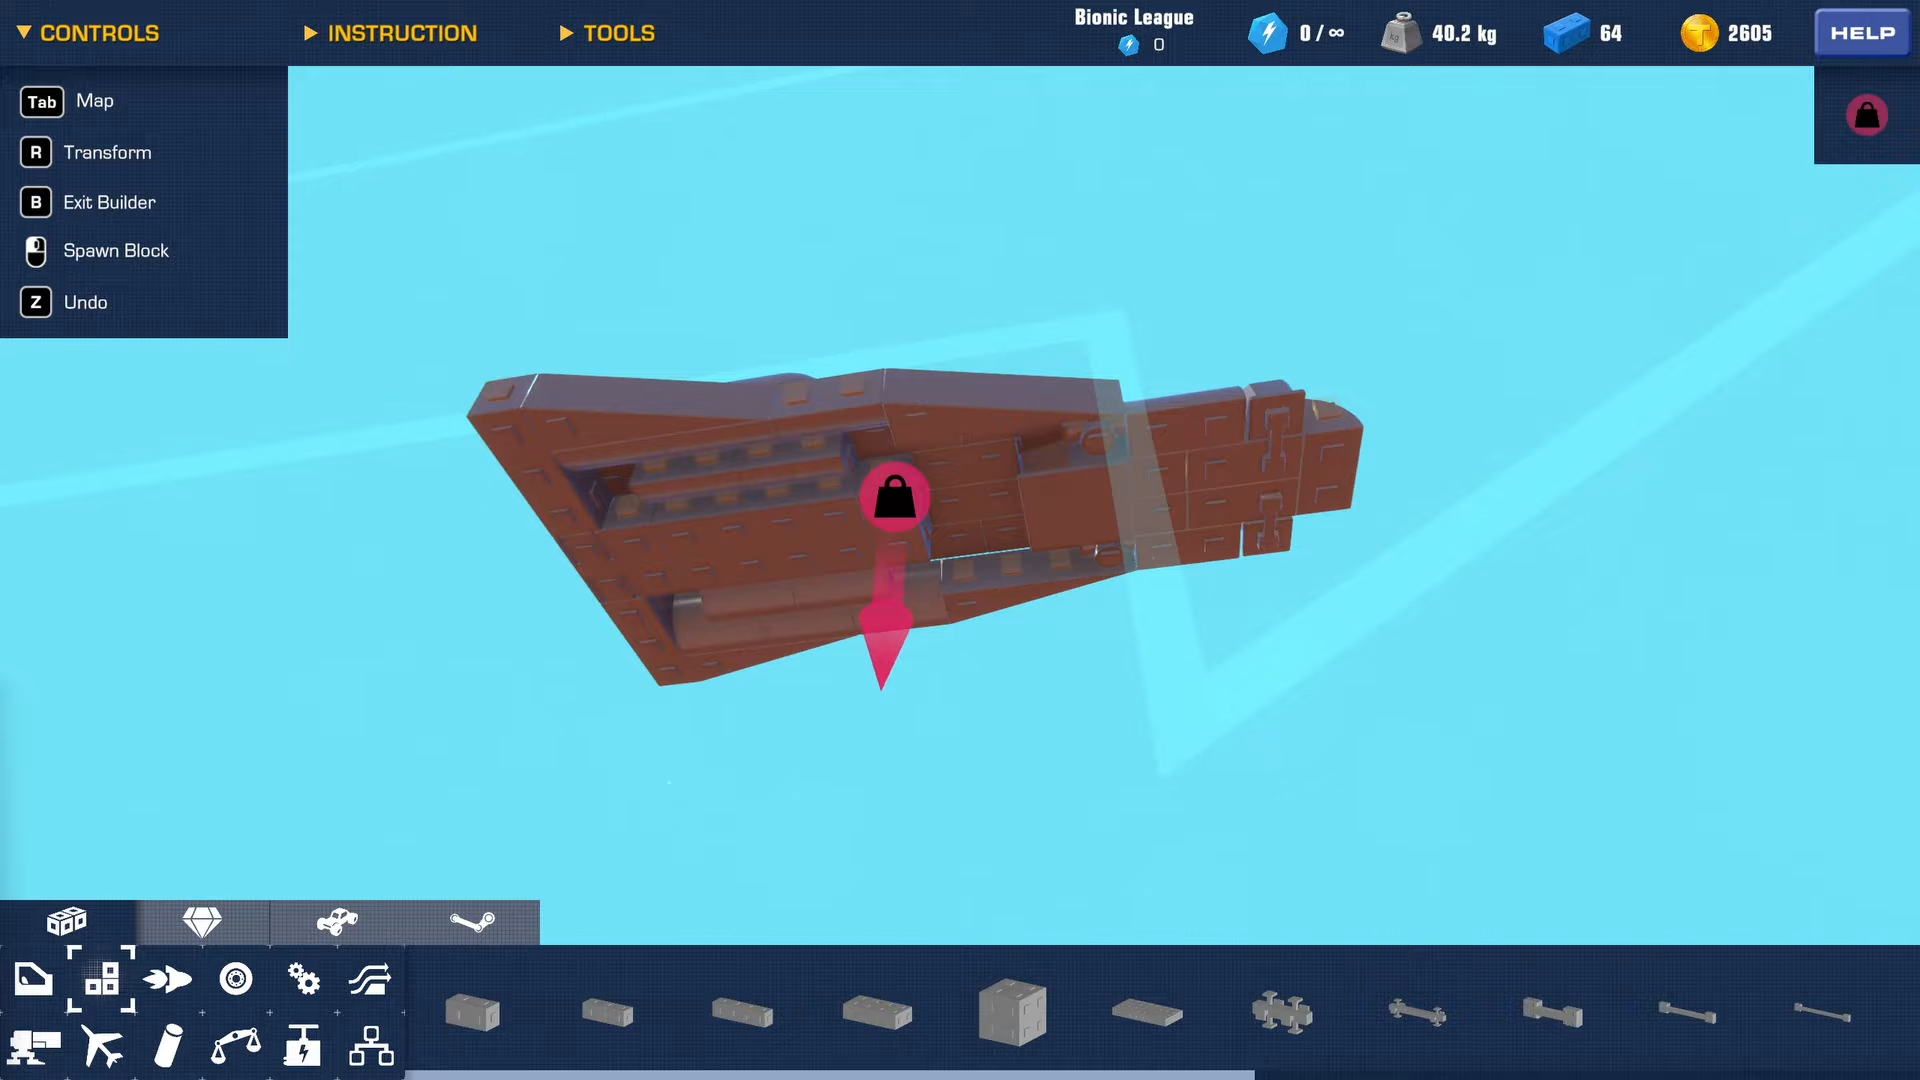 CONTROLS
INSTRUCTION
TOOLS
Bionic League
0
0 / ∞
kg
40.2 kg
64
2605
HELP
Tab Map
R Transform
B Exit Builder
Spawn Block
Z Undo